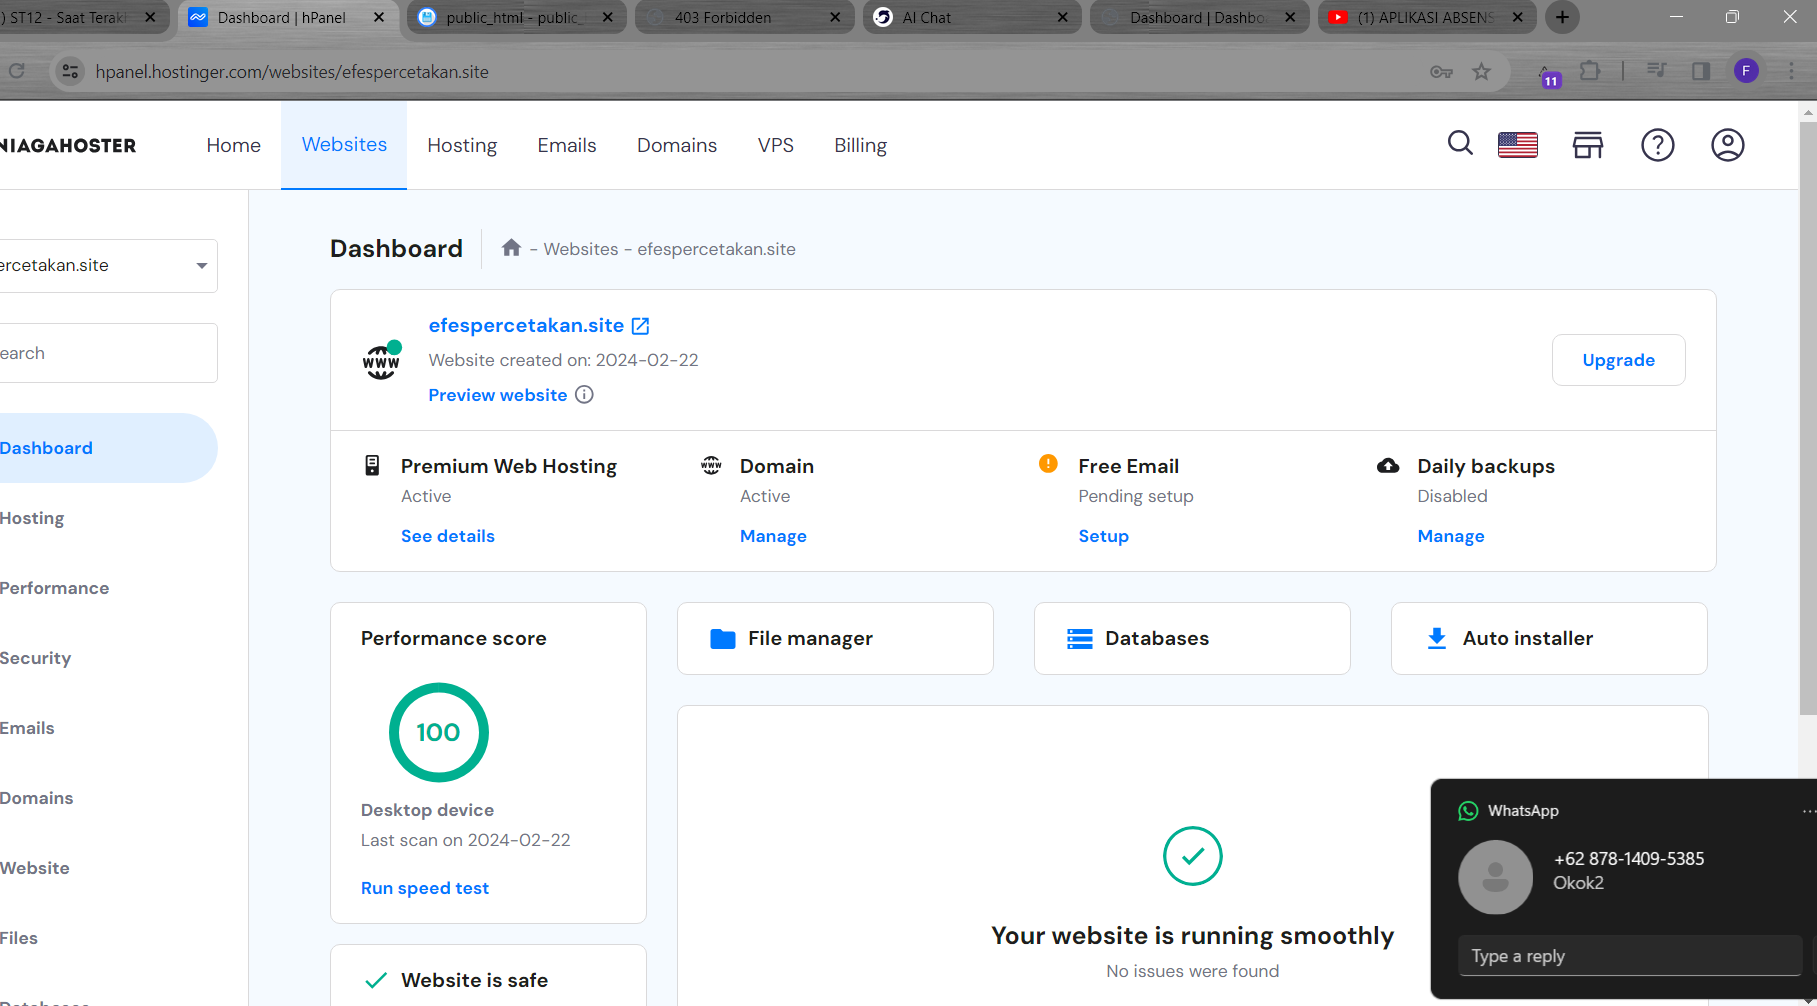 ) ST12 - Saat Teraki
Dashboard | hPanel
public_html - public_
403 Forbidden
AI Chat
Dashboard | Dashbo
(1) APLIKASI ABSENS
hpanel.hostinger.com/websites/efespercetakan.site
11
F
NIAGAHOSTER
Home
Websites
Hosting
Emails
Domains
VPS
Billing
ercetakan.site
earch
Dashboard
Hosting
Performance
Security
Emails
Domains
Website
Files
Dashboard
- Websites - efespercetakan.site
www
efespercetakan.site
Website created on: 2024-02-22
Preview website
Upgrade
Premium Web Hosting
Active
See details
www
Domain
Active
Manage
Free Email
Pending setup
Setup
Daily backups
Disabled
Manage
Performance score
100
Desktop device
Last scan on 2024-02-22
Run speed test
File manager
Databases
Auto installer
Your website is running smoothly
No issues were found
Website is safe
WhatsApp
...
+62 878-1409-5385
Okok2
Type a reply